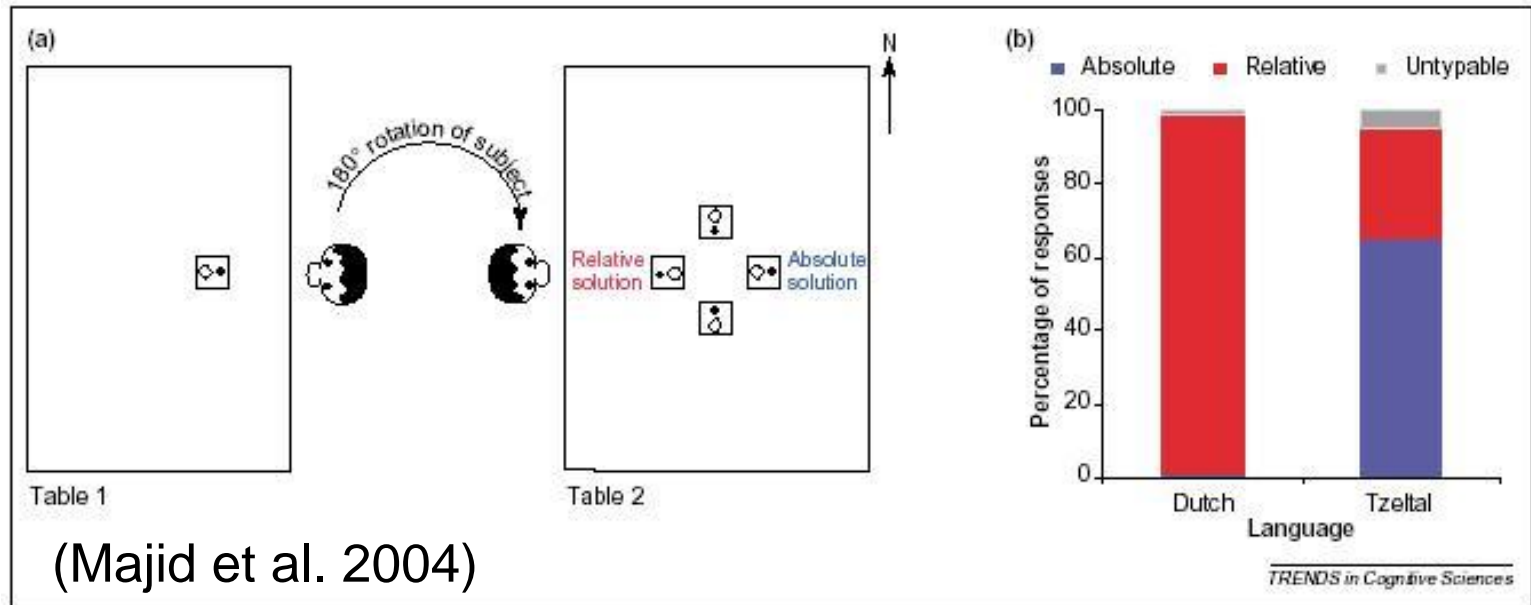 (a)
180° rotation of subject
Relative
solution
Absolute
solution
N
Table 1
Table 2
(Majid et al. 2004)
(b)
Absolute Relative Untypable
Percentage of responses
100
80
60
40
20
0
Dutch Tzeltal
Language
TRENDS in Cognitive Sciences